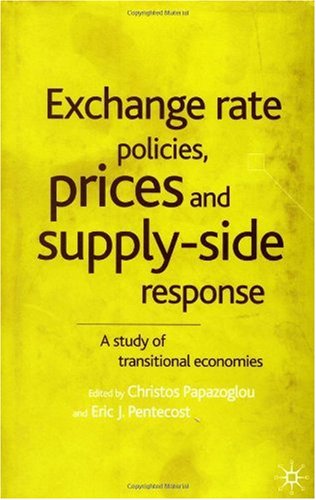 Exchange rate
policies,
prices and
supply-side
response
A study of
transitional economies
Edited by Christos Papazoglou
and Eric J. Pentecost